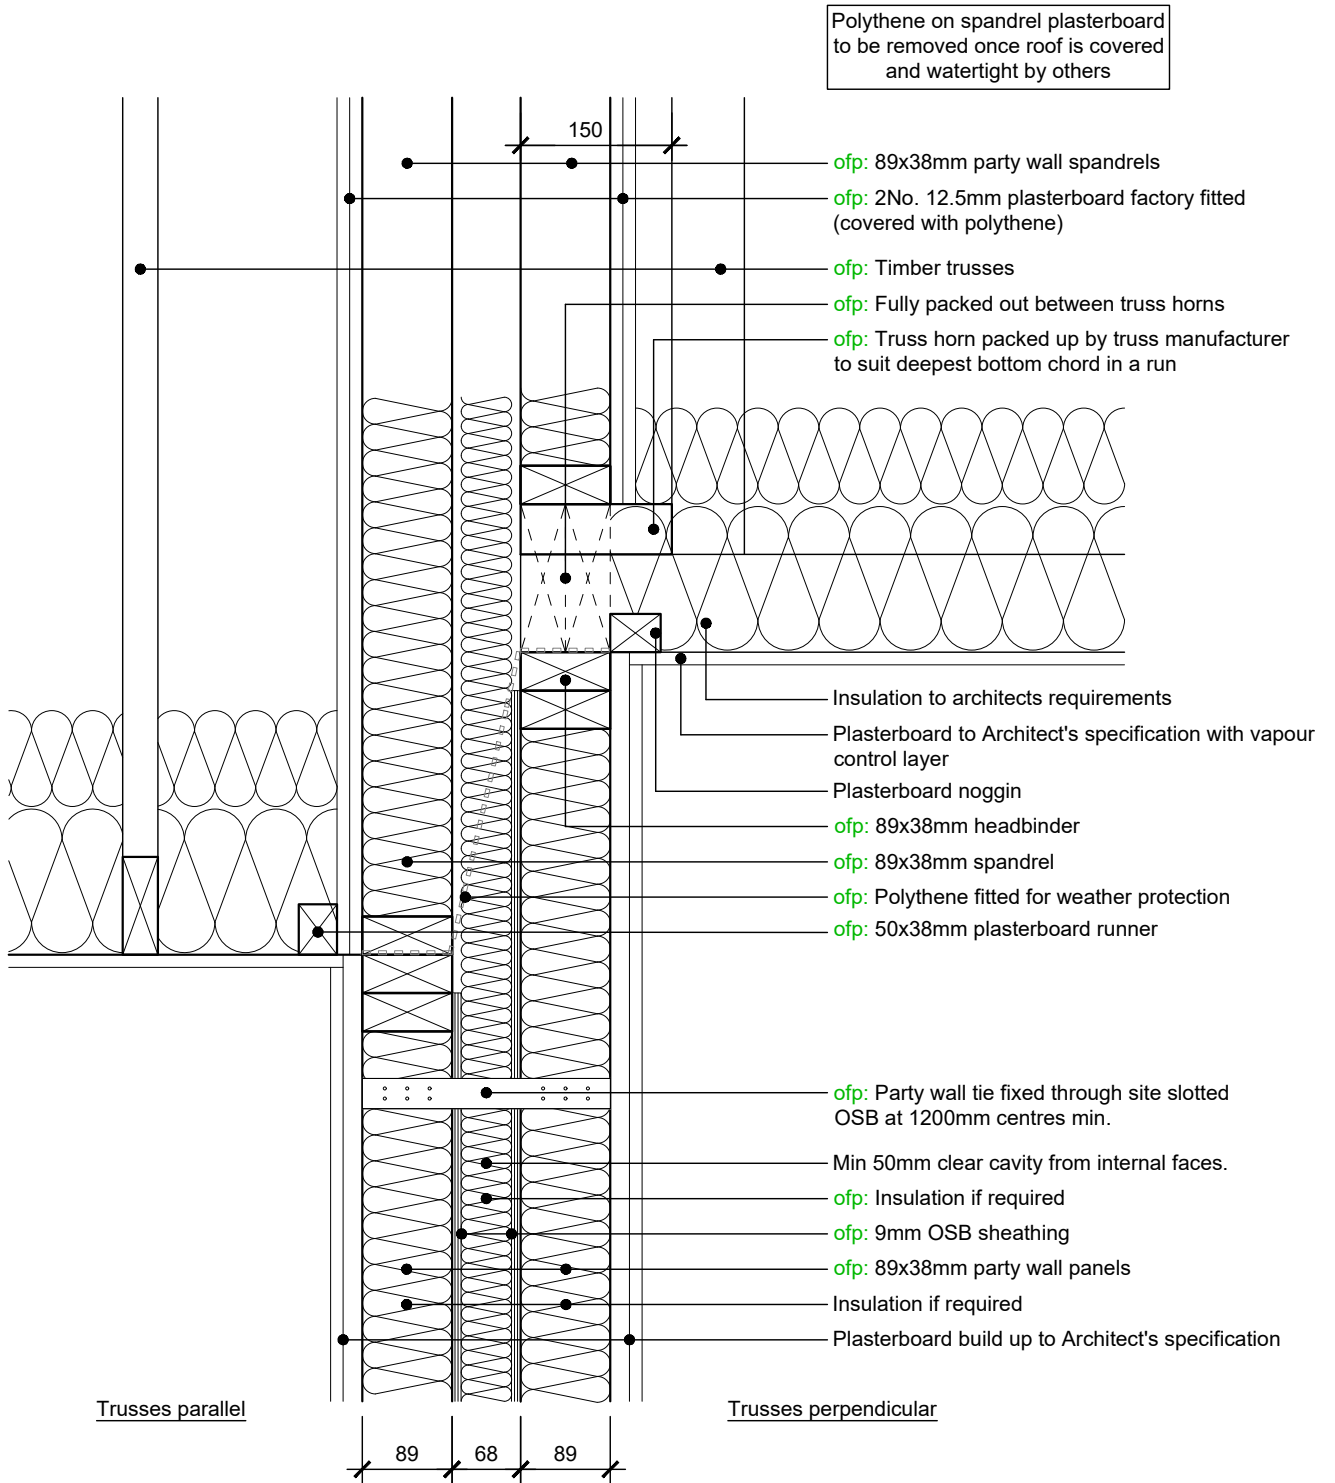 Polythene on spandrel plasterboard
to be removed once roof is covered
and watertight by others
150
ofp: 89x38mm party wall spandrels
ofp: 2No. 12.5mm plasterboard factory fitted
(covered with polythene)
ofp: Timber trusses
ofp: Fully packed out between truss horns
ofp: Truss horn packed up by truss manufacturer
to suit deepest bottom chord in a run
Insulation to architects requirements
Plasterboard to Architect's specification with vapour
control layer
Plasterboard noggin
ofp: 89x38mm headbinder
ofp: 89x38mm spandrel
ofp: Polythene fitted for weather protection
ofp: 50x38mm plasterboard runner
ofp: Party wall tie fixed through site slotted
OSB at 1200mm centres min.
Min 50mm clear cavity from internal faces.
ofp: Insulation if required
ofp: 9mm OSB sheathing
ofp: 89x38mm party wall panels
Insulation if required
Plasterboard build up to Architect's specification
Trusses parallel
Trusses perpendicular
89
68
89